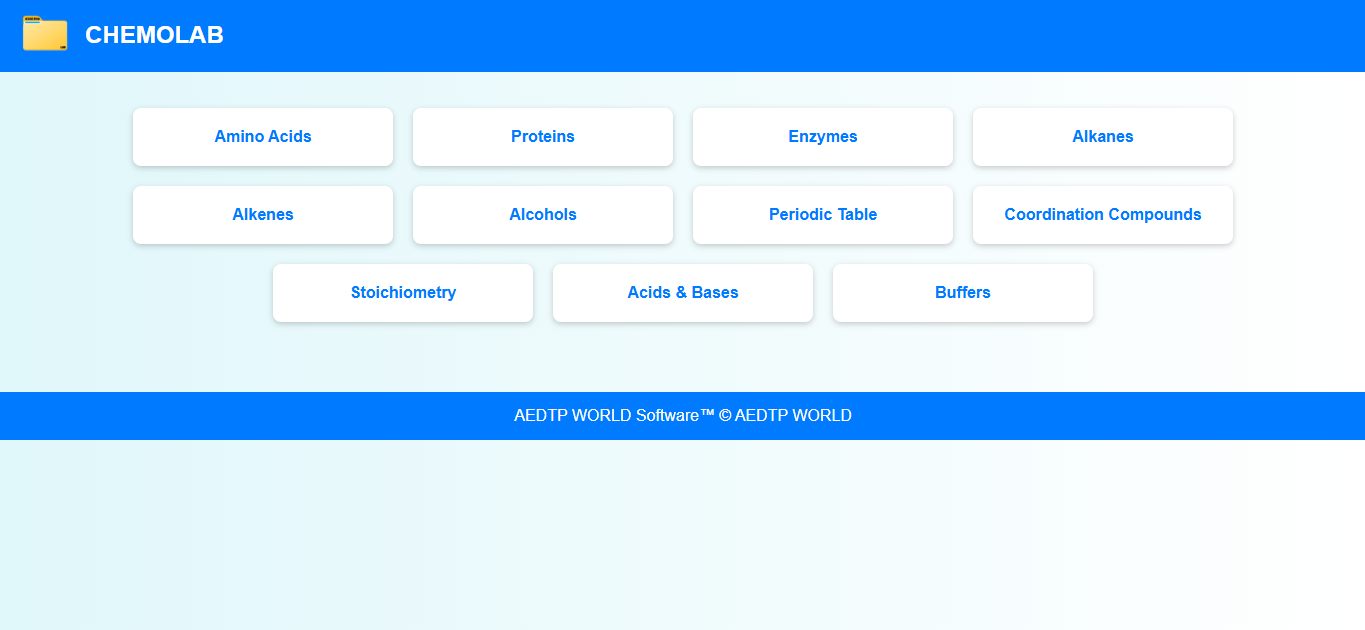 CHEMOLAB
Amino Acids
Proteins
Enzymes
Alkanes
Alkenes
Alcohols
Periodic Table
Coordination Compounds
Stoichiometry
Acids & Bases
Buffers
AEDTP WORLD Software™ © AEDTP WORLD